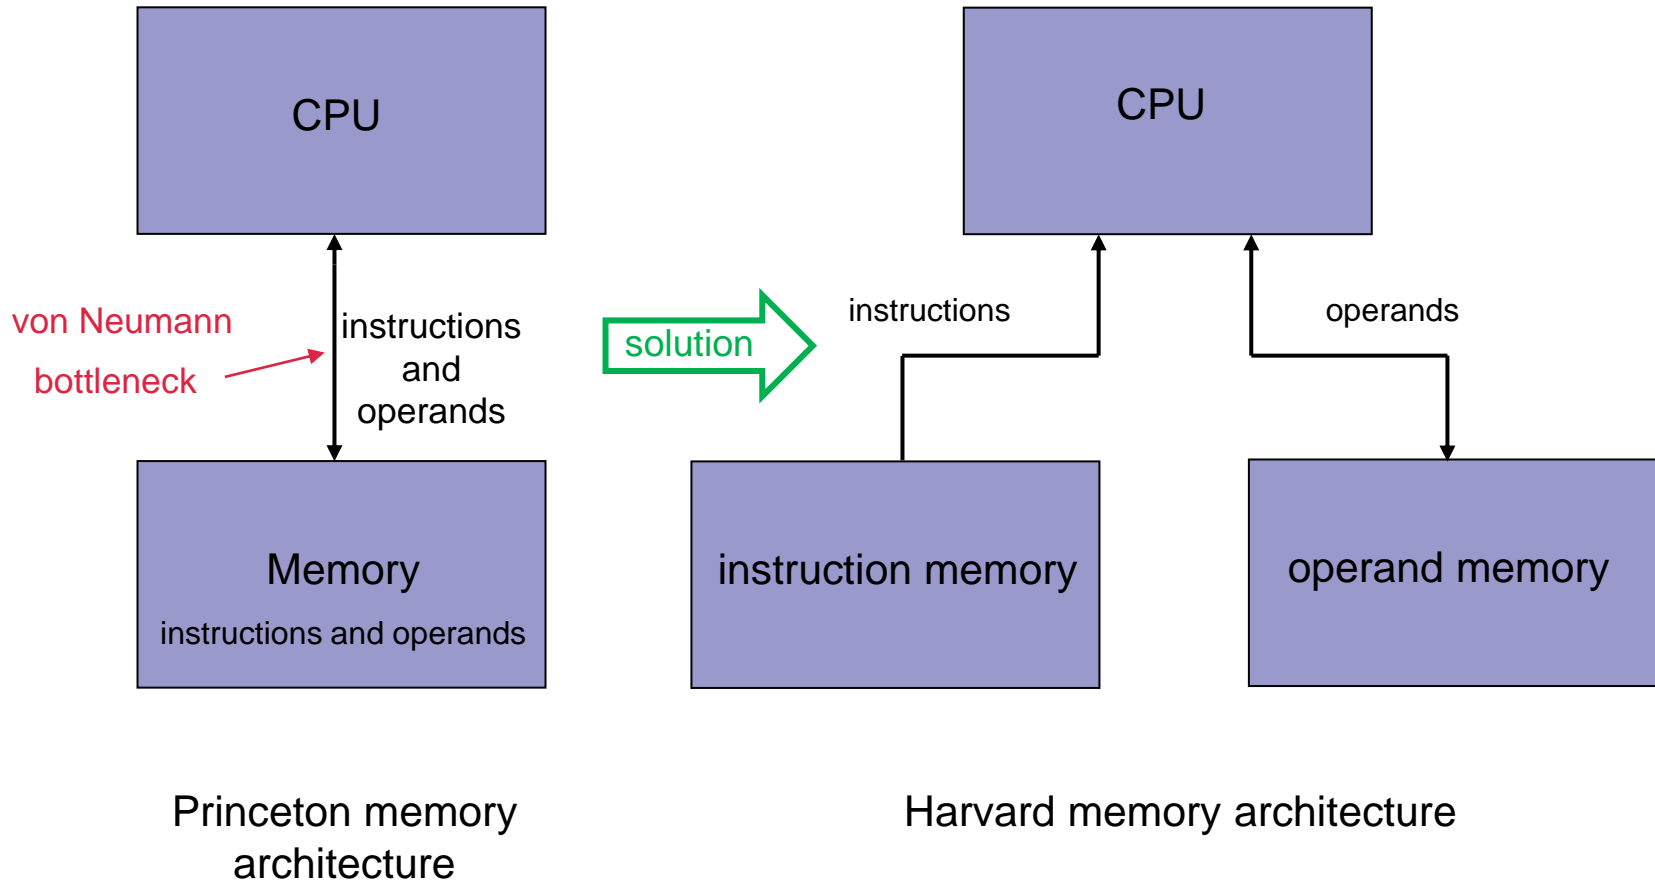 CPU
von Neumann
bottleneck
instructions
and
operands
Memory
instructions and operands
Princeton memory
architecture
solution
CPU
instructions
operands
instruction memory
operand memory
Harvard memory architecture